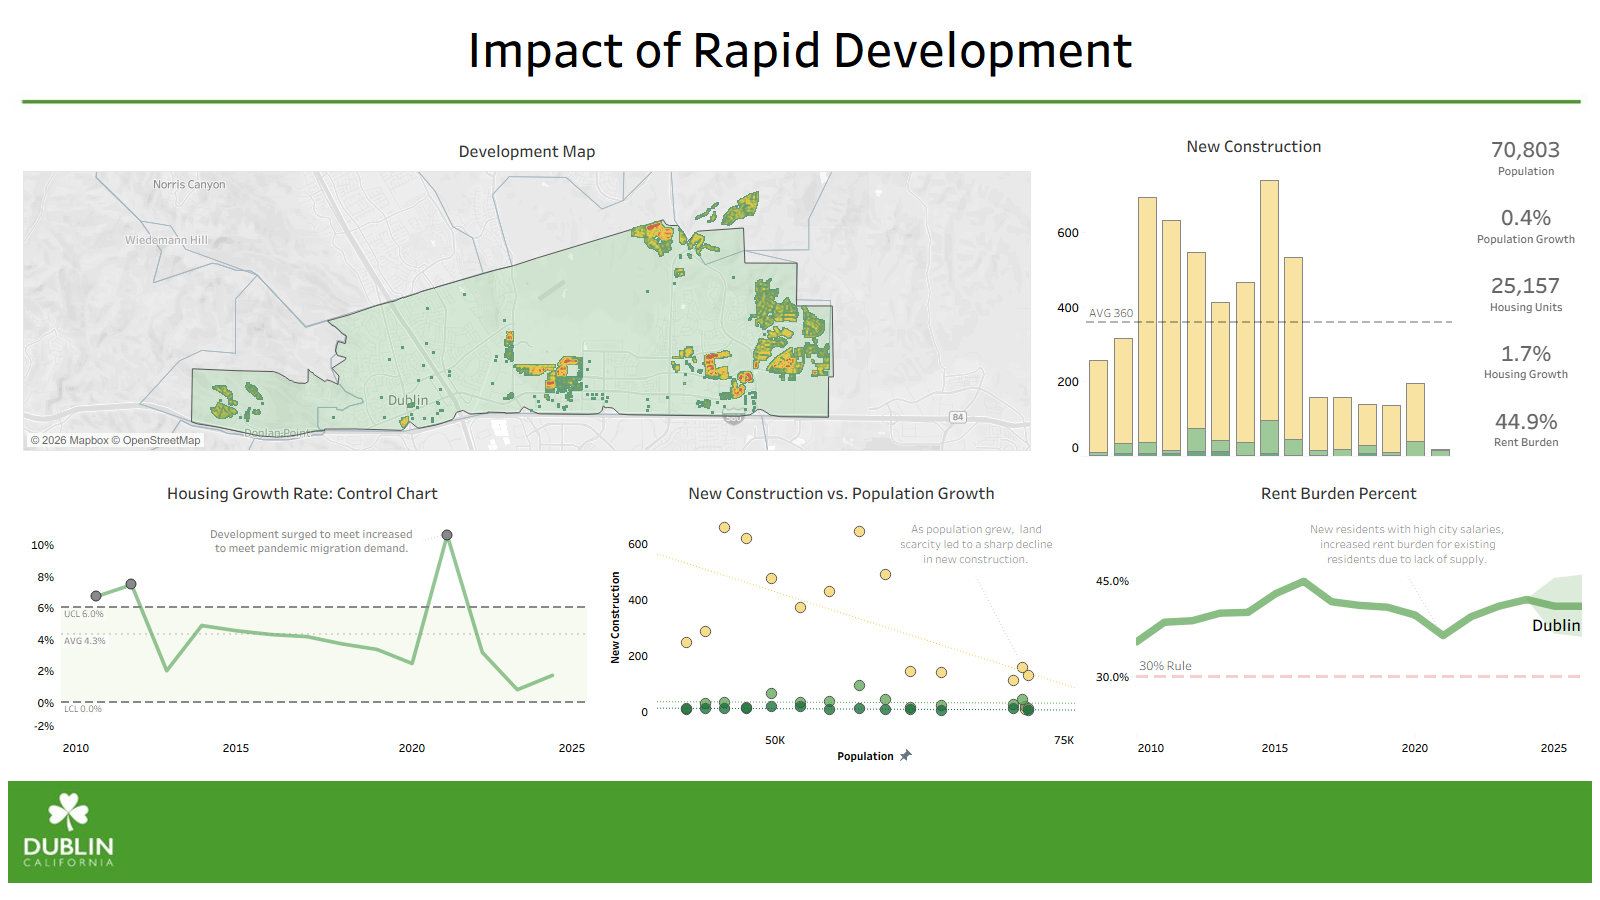 Impact of Rapid Development
Development Map
Norris Canyon
Wiedemann Hill
Dublin
Donlan Point
580
84
© 2026 Mapbox © OpenStreetMap
New Construction
600
400
AVG 360
200
0
70,803
Population
0.4%
Population Growth
25,157
Housing Units
1.7%
Housing Growth
44.9%
Rent Burden
Housing Growth Rate: Control Chart
Development surged to meet increased
to meet pandemic migration demand.
10%
8%
6%
UCL 6.0%
4%
AVG 4.3%
2%
0%
LCL 0.0%
-2%
2010
2015
2020
2025
New Construction vs. Population Growth
As population grew, land
scarcity led to a sharp decline
in new construction.
New Construction
600
400
200
0
50K
75K
Population
Rent Burden Percent
New residents with high city salaries,
increased rent burden for existing
residents due to lack of supply.
45.0%
Dublin
30% Rule
30.0%
2010
2015
2020
2025
DUBLIN
CALIFORNIA